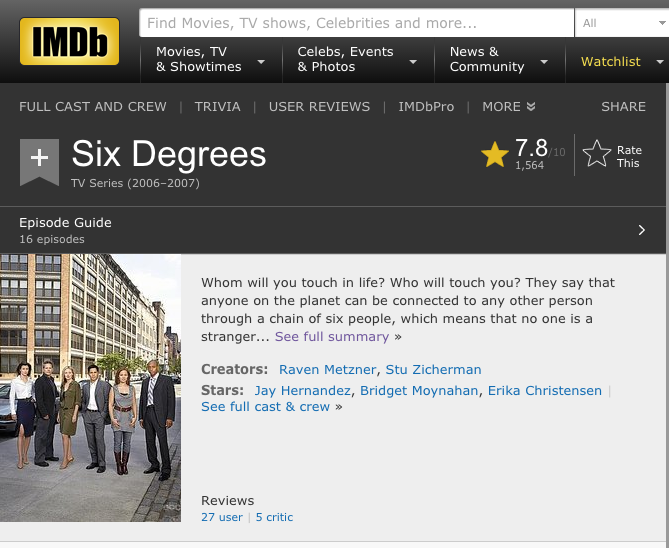 IMDb
Find Movies, TV shows, Celebrities and more...
All
Movies, TV
& Showtimes
Celebs, Events
& Photos
News &
Community
Watchlist
FULL CAST AND CREW | TRIVIA | USER REVIEWS | IMDbPro | MORE
SHARE
+ Six Degrees
TV Series (2006–2007)
7.8/10
1,564
Rate
This
Episode Guide
16 episodes
Whom will you touch in life? Who will touch you? They say that
anyone on the planet can be connected to any other person
through a chain of six people, which means that no one is a
stranger... See full summary »
Creators: Raven Metzner, Stu Zicherman
Stars: Jay Hernandez, Bridget Moynahan, Erika Christensen |
See full cast & crew »
Reviews
27 user | 5 critic